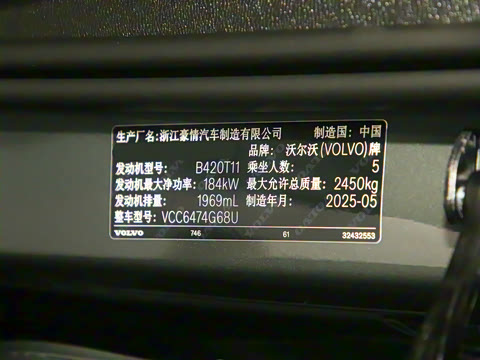 生产厂名:浙江豪情汽车制造有限公司 制造国: 中国
品牌: 沃尔沃(VOLVO)牌
发动机型号: B420T11 乘坐人数: 5
发动机最大净功率: 184kW 最大允许总质量: 2450kg
发动机排量: 1969mL 制造年月: 2025-05
整车型号: VCC6474G68U
VOLVO 746 61 32432553